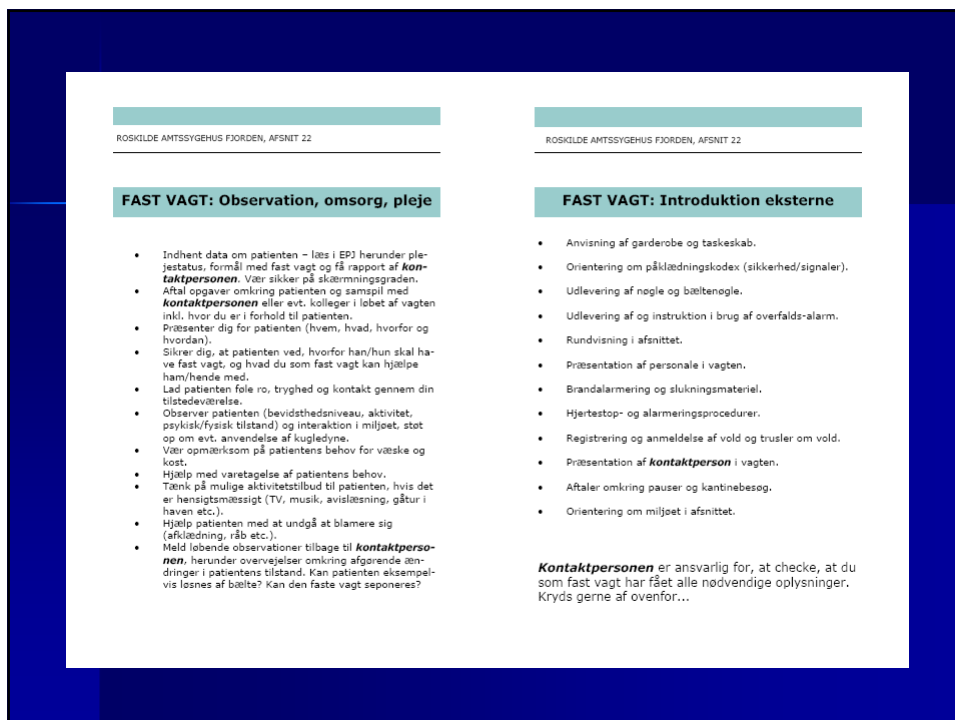 ROSKILDE AMTSSYGEHUS FJORDEN, AFSNIT 22
FAST VAGT: Observation, omsorg, pleje
• Indhent data om patienten – læs i EPJ herunder ple-
jestatus, formål med fast vagt og få rapport af kon-
taktpersonen. Vær sikker på skærmningsgraden.
• Aftal opgaver omkring patienten og samspil med
kontaktpersonen eller evt. kolleger i løbet af vagten
inkl. hvor du er i forhold til patienten.
• Præsenter dig for patienten (hvem, hvad, hvorfor og
hvordan).
• Sikrer dig, at patienten ved, hvorfor han/hun skal ha-
ve fast vagt, og hvad du som fast vagt kan hjælpe
ham/hende med.
• Lad patienten føle ro, tryghed og kontakt gennem din
tilstedeværelse.
• Observer patienten (bevidsthedsniveau, aktivitet,
psykisk/fysisk tilstand) og interaktion i miljøet, støt
op om evt. anvendelse af kugledyne.
• Vær opmærksom på patientens behov for væske og
kost.
• Hjælp med varetagelse af patientens behov.
• Tænk på mulige aktivitetstilbud til patienten, hvis det
er hensigtsmæssigt (TV, musik, avislæsning, gåtur i
haven etc.).
• Hjælp patienten med at undgå at blamere sig
(afklædning, råb etc.).
• Meld løbende observationer tilbage til kontaktperso-
nen, herunder overvejelser omkring afgørende æn-
dringer i patientens tilstand. Kan patienten eksempel-
vis løsnes af bælte? Kan den faste vagt seponeres?
ROSKILDE AMTSSYGEHUS FJORDEN, AFSNIT 22
FAST VAGT: Introduktion eksterne
• Anvisning af garderobe og taskeskab.
• Orientering om påklædningskodex (sikkerhed/signaler).
• Udlevering af nøgle og bæltenøgle.
• Udlevering af og instruktion i brug af overfalds-alarm.
• Rundvisning i afsnittet.
• Præsentation af personale i vagten.
• Brandalarmering og slukningsmateriel.
• Hjertestop- og alarmeringsprocedurer.
• Registrering og anmeldelse af vold og trusler om vold.
• Præsentation af kontaktperson i vagten.
• Aftaler omkring pauser og kantinebesøg.
• Orientering om miljøet i afsnittet.
Kontaktpersonen er ansvarlig for, at checke, at du
som fast vagt har fået alle nødvendige oplysninger.
Kryds gerne af ovenfor...